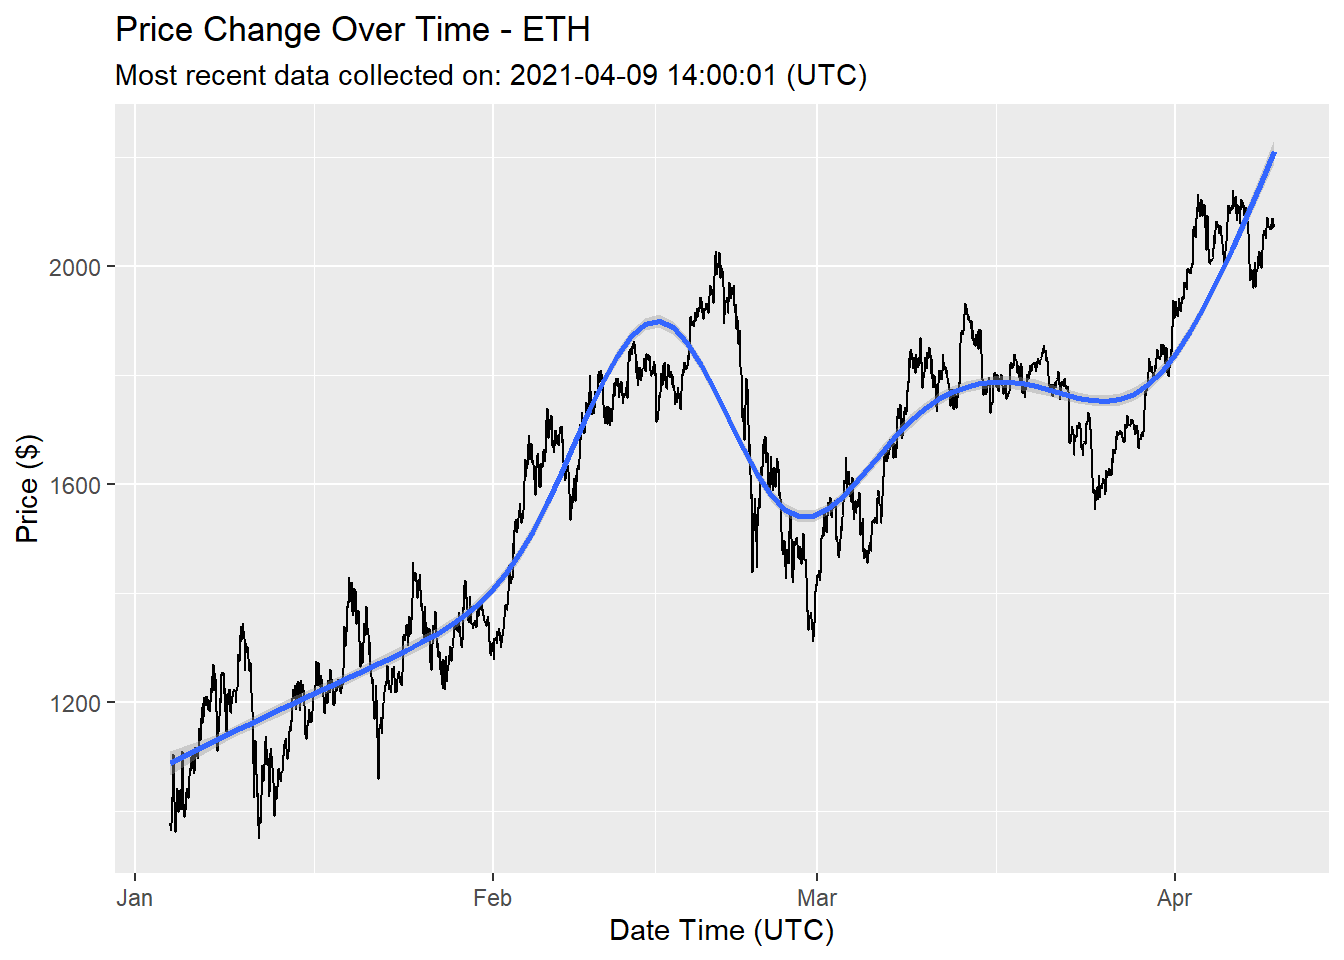 Price Change Over Time - ETH
Most recent data collected on: 2021-04-09 14:00:01 (UTC)
Price ($)
2000
1600
1200
Jan Feb Mar Apr
Date Time (UTC)